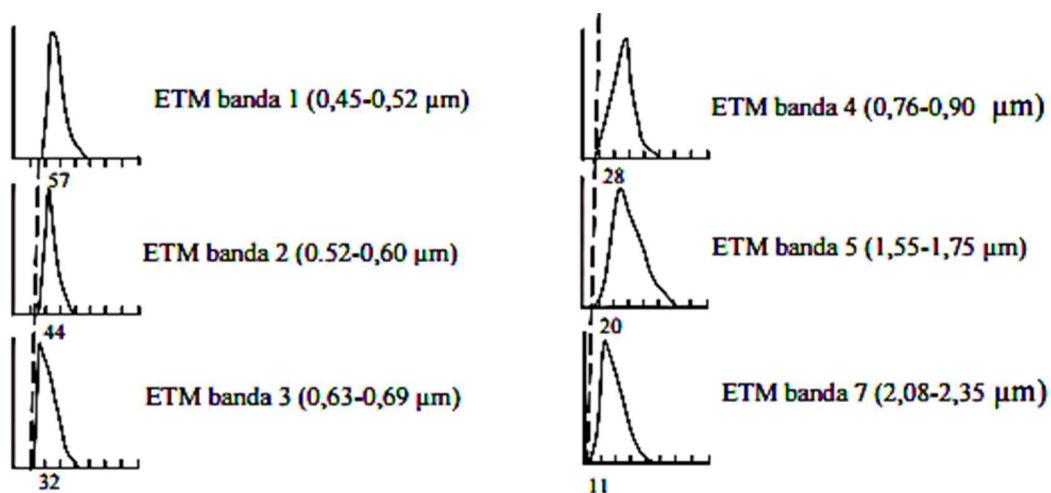 ETM banda 1 (0,45-0,52 µm)
57
ETM banda 2 (0.52-0,60 µm)
44
ETM banda 3 (0,63-0,69 µm)
32
ETM banda 4 (0,76-0,90 µm)
28
ETM banda 5 (1,55-1,75 µm)
20
ETM banda 7 (2,08-2,35 µm)
11